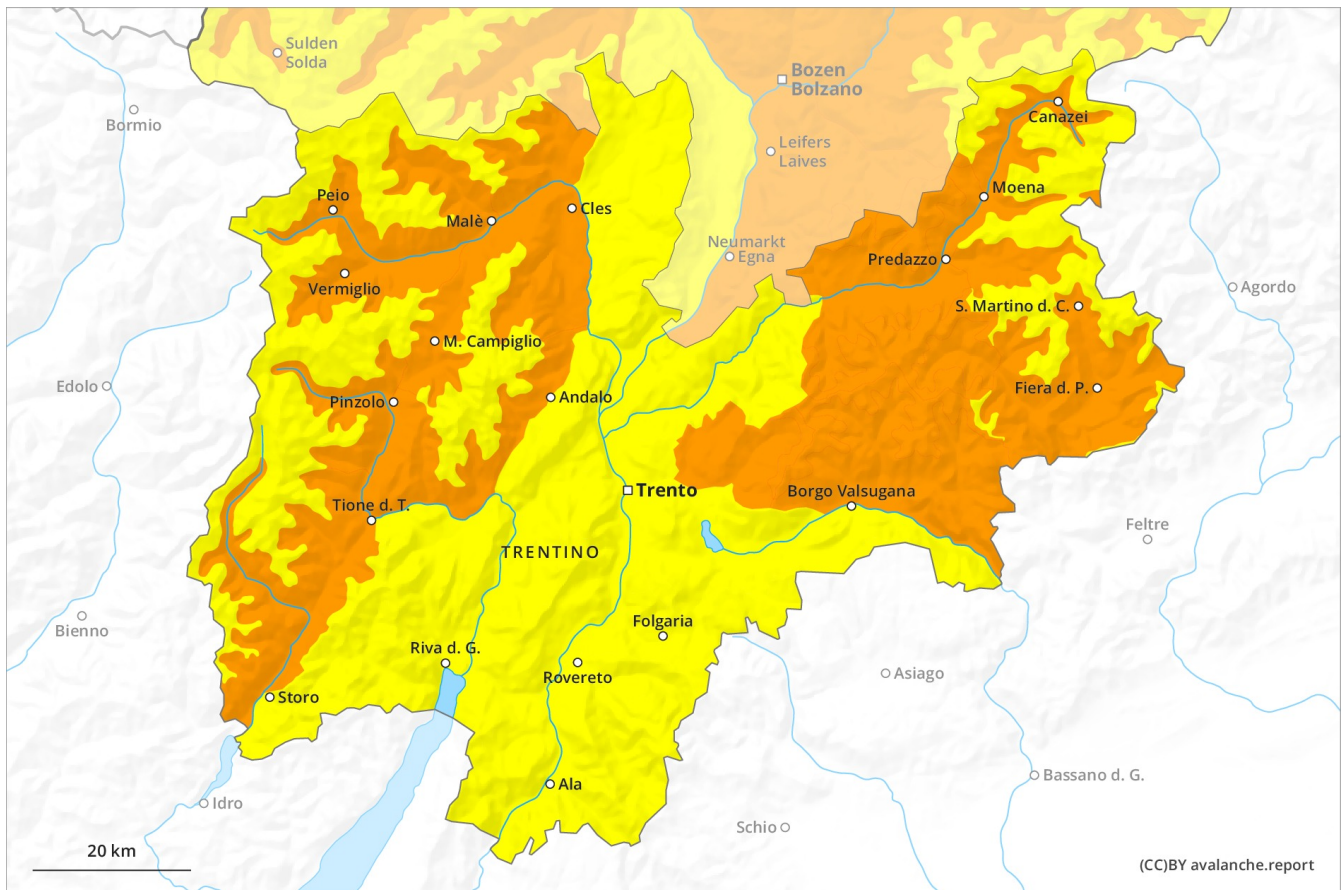 Sulden
Solda
Bozen
Bolzano
Bormio
Canazei
Leifers
Laives
Peio
Moena
Malè
Cles
Neumarkt
Egna
Predazzo
Vermiglio
Agordo
S. Martino d. C.
M. Campiglio
Edolo
Fiera d. P.
Pinzolo
Andalo
Trento
Borgo Valsugana
Tione d. T.
Feltre
TRENTINO
Folgaria
Bienno
Riva d. G.
Asiago
Rovereto
Storo
Bassano d. G.
Ala
Idro
Schio
20 km
(CC)BY avalanche.report